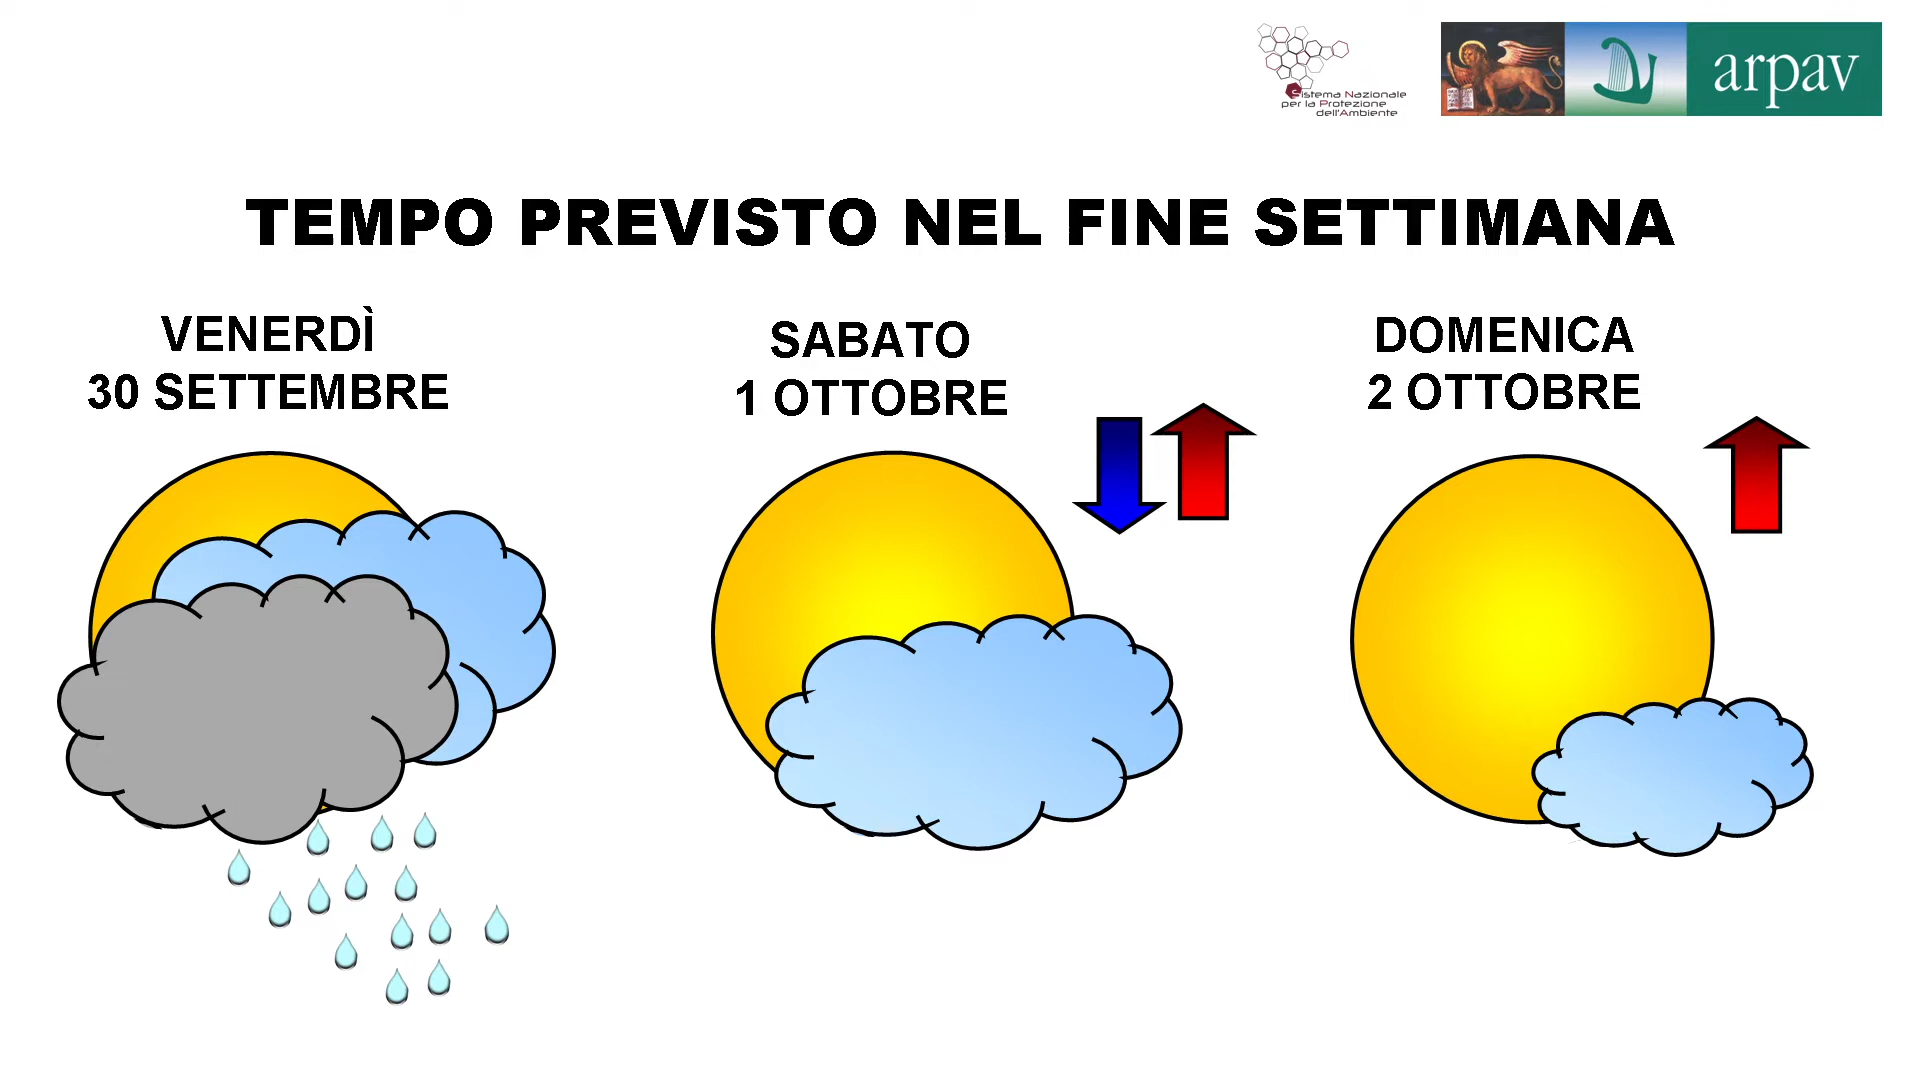 Sistema Nazionale
per la Protezione
dell'Ambiente
arpav
TEMPO PREVISTO NEL FINE SETTIMANA
VENERDÌ
30 SETTEMBRE
SABATO
1 OTTOBRE
DOMENICA
2 OTTOBRE